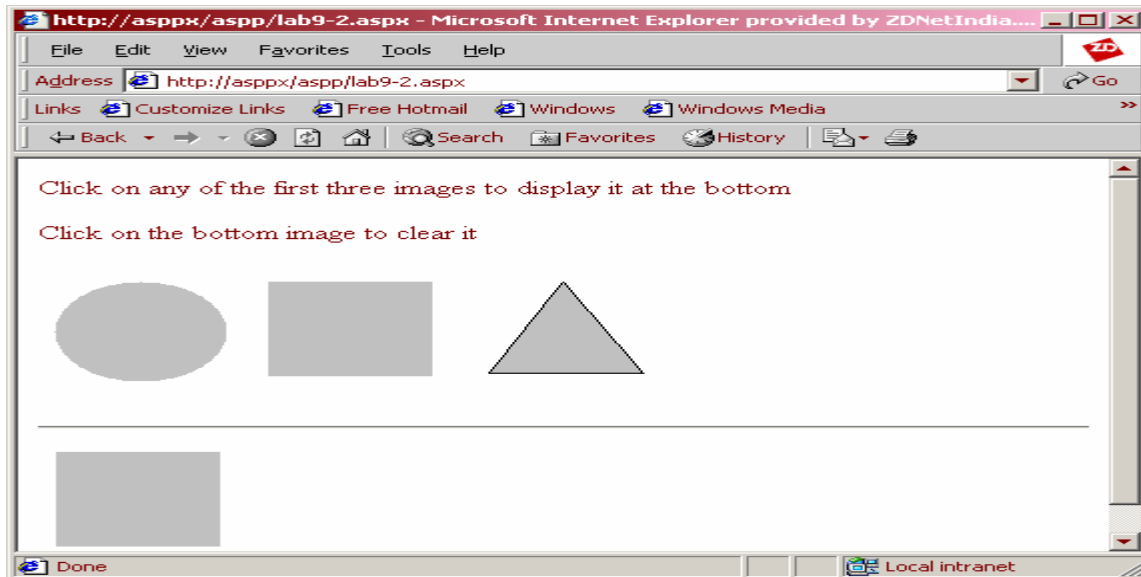 http://asppx/aspp/lab9-2.aspx - Microsoft Internet Explorer provided by ZDNetIndia....
File Edit View Favorites Tools Help
ZD
Address http://asppx/aspp/lab9-2.aspx Go
Links Customize Links Free Hotmail Windows Windows Media »
Back Search Favorites History
Click on any of the first three images to display it at the bottom
Click on the bottom image to clear it
Done Local intranet